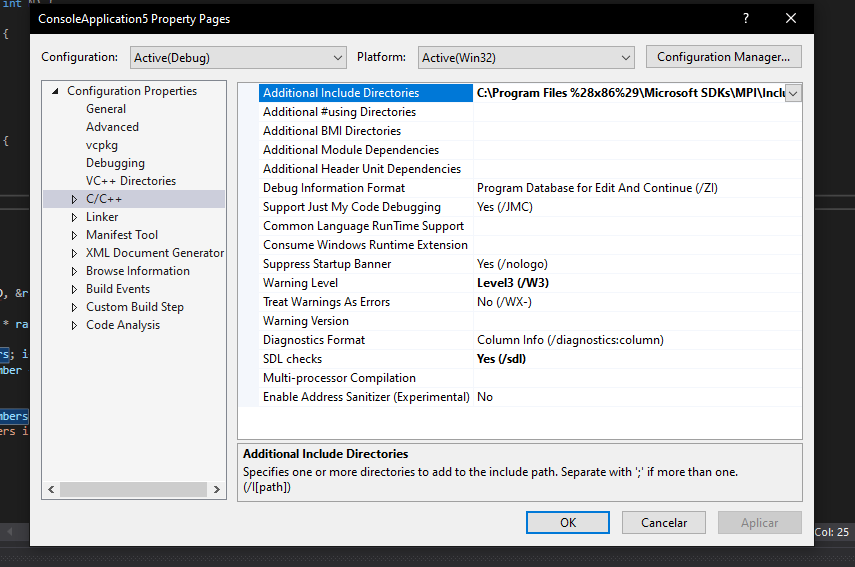 int N) {
{
{
ConsoleApplication5 Property Pages
? ✕
Configuration: Active(Debug) Platform: Active(Win32) Configuration Manager...
Configuration Properties
General
Advanced
vcpkg
Debugging
VC++ Directories
C/C++
Linker
Manifest Tool
XML Document Generator
Browse Information
Build Events
Custom Build Step
Code Analysis
Additional Include Directories C:\Program Files %28x86%29\Microsoft SDKs\MPI\Inclu
Additional #using Directories
Additional BMI Directories
Additional Module Dependencies
Additional Header Unit Dependencies
Debug Information Format Program Database for Edit And Continue (/ZI)
Support Just My Code Debugging Yes (/JMC)
Common Language RunTime Support
Consume Windows Runtime Extension
Suppress Startup Banner Yes (/nologo)
Warning Level Level3 (/W3)
Treat Warnings As Errors No (/WX-)
Warning Version
Diagnostics Format Column Info (/diagnostics:column)
SDL checks Yes (/sdl)
Multi-processor Compilation
Enable Address Sanitizer (Experimental) No
Additional Include Directories
Specifies one or more directories to add to the include path. Separate with ';' if more than one.
(/I[path])
OK Cancelar Aplicar
, &r
* ra
rs; i
mber
mbers
ers i
Col: 25